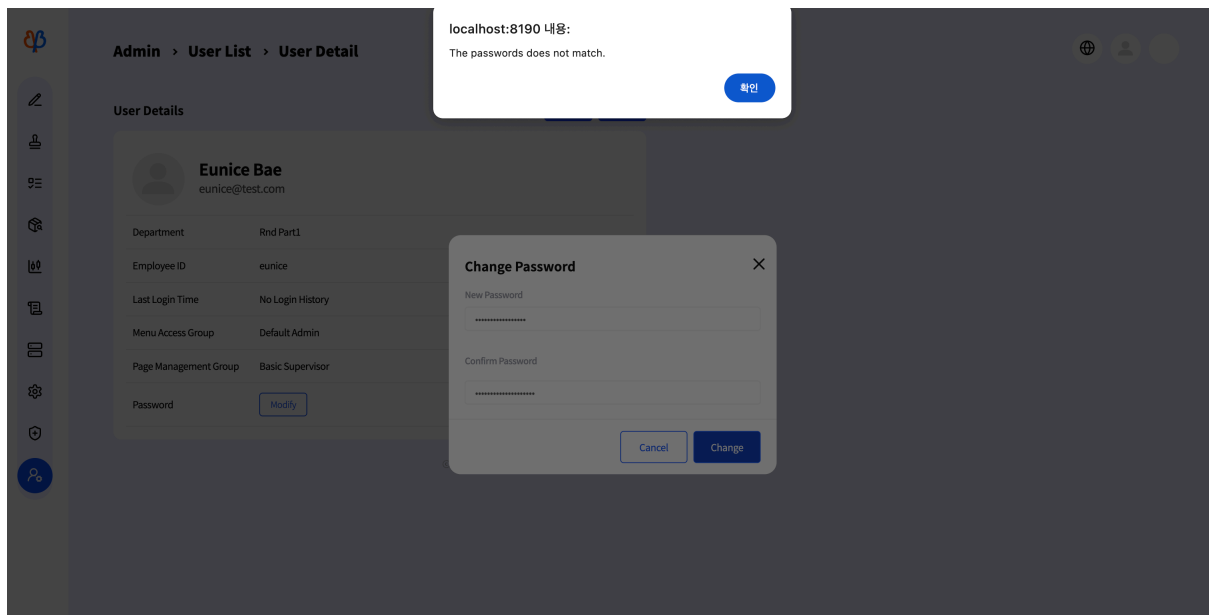 localhost:8190 내용:
The passwords does not match.
확인
Admin > User List > User Detail
User Details
Eunice Bae
eunice@test.com
Department Rnd Part1
Employee ID eunice
Last Login Time No Login History
Menu Access Group Default Admin
Page Management Group Basic Supervisor
Password Modify
Change Password
New Password
Confirm Password
Cancel Change